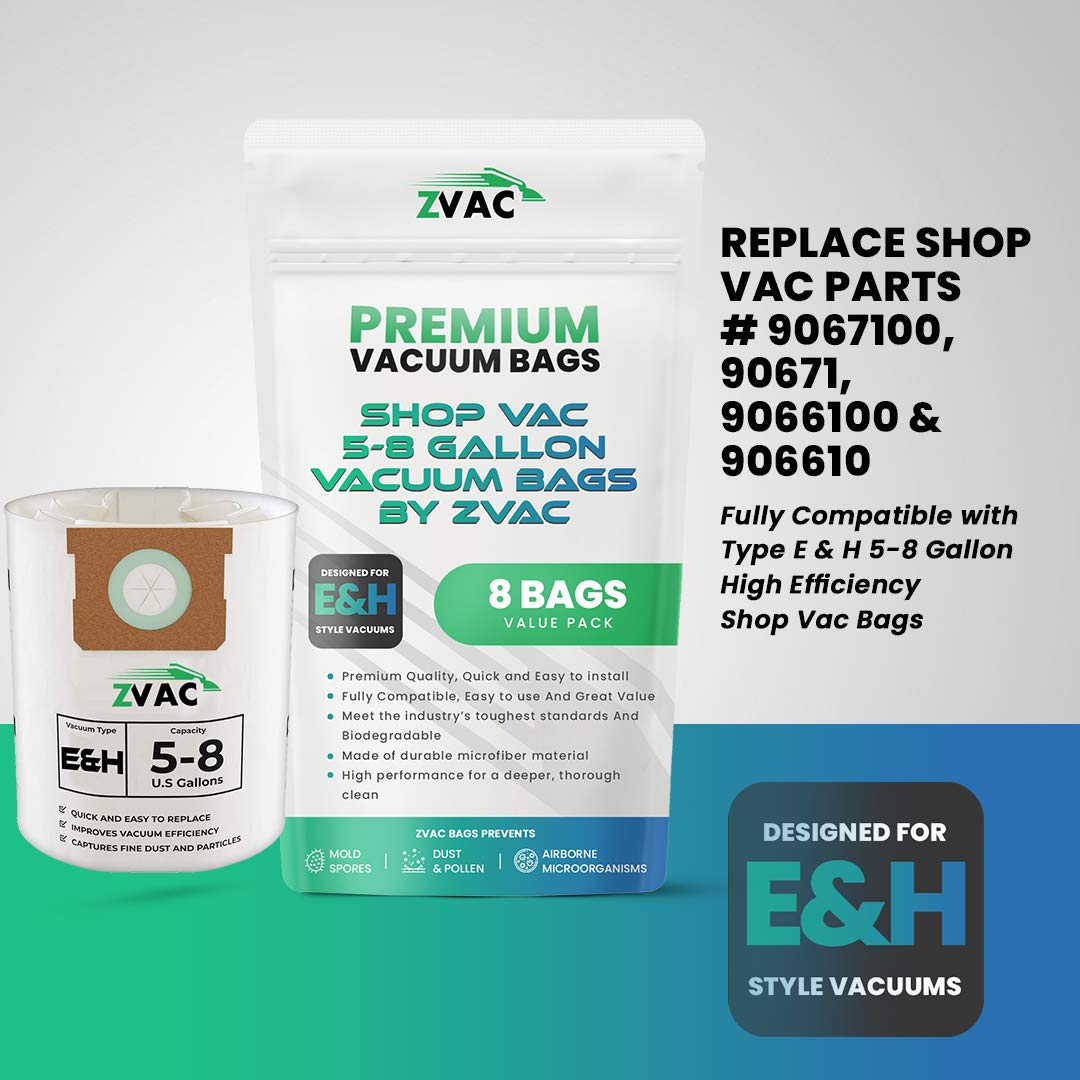 ZVAC
PREMIUM
VACUUM BAGS
SHOP VAC
5-8 GALLON
VACUUM BAGS
BY ZVAC
DESIGNED FOR
E&H
STYLE VACUUMS
8 BAGS
VALUE PACK
• Premium Quality, Quick and Easy to install
• Fully Compatible, Easy to use And Great Value
• Meet the industry's toughest standards And
Biodegradable
• Made of durable microfiber material
• High performance for a deeper, thorough
clean
ZVAC BAGS PREVENTS
MOLD
SPORES
DUST
& POLLEN
AIRBORNE
MICROORGANISMS
ZVAC
Vacuum Type
E&H
Capacity
5-8
U.S Gallons
QUICK AND EASY TO REPLACE
IMPROVES VACUUM EFFICIENCY
CAPTURES FINE DUST AND PARTICLES
REPLACE SHOP
VAC PARTS
# 9067100,
90671,
9066100 &
906610
Fully Compatible with
Type E & H 5-8 Gallon
High Efficiency
Shop Vac Bags
DESIGNED FOR
E&H
STYLE VACUUMS